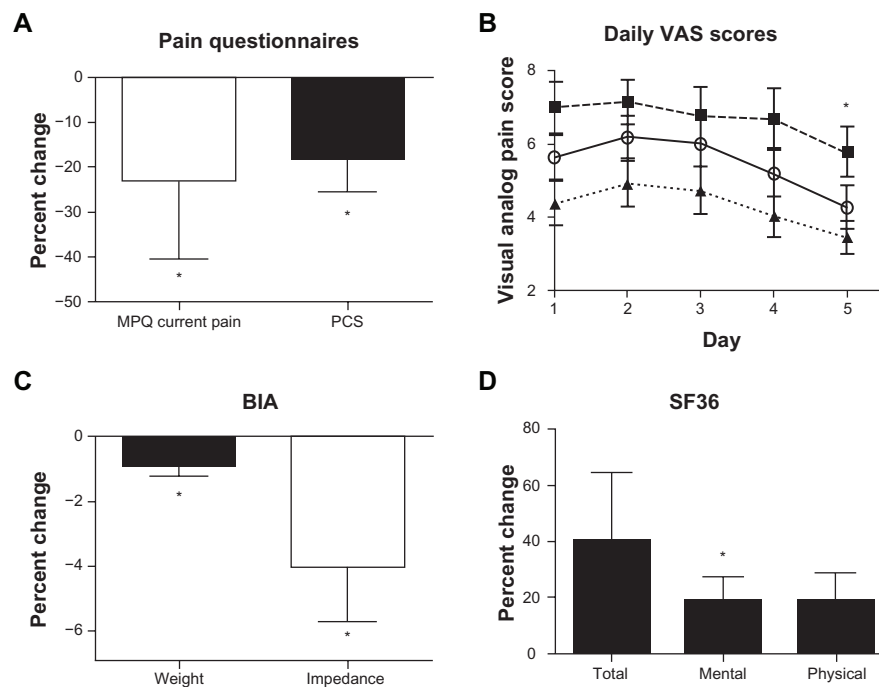 A
Pain questionnaires
Percent change
0
−10
−20
−30
−40
−50
*
*
MPQ current pain
PCS
B
Daily VAS scores
Visual analog pain score
8
6
4
2
*
1
2
3
4
5
Day
C
BIA
Percent change
0
−2
−4
−6
*
*
Weight
Impedance
D
SF36
Percent change
80
60
40
20
0
*
Total
Mental
Physical